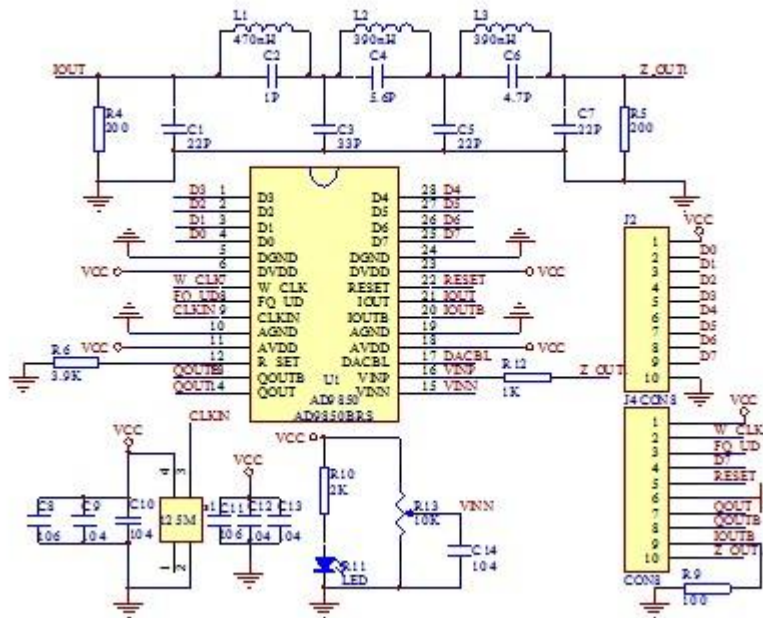 L1
470nH
L2
390nH
L3
390nH
IOUT
C2
1P
C4
5.6P
C6
4.7P
Z_OUT1
R4
200
C1
22P
C3
33P
C5
22P
C7
22P
R5
200
D3 1 D3 D4 28 D4
D2 2 D2 D5 27 D5
D1 3 D1 D6 26 D6
D0 4 D0 D7 25 D7
5 DGND DGND 24
VCC 6 DVDD DVDD 23 VCC
W_CLK 7 W_CLK RESET 22 RESET
FQ_UD 8 FQ_UD IOUT 21 IOUT
CLKIN 9 CLKIN IOUTB 20 IOUTB
10 AGND AGND 19
VCC 11 AVDD AVDD 18 VCC
R6
3.9K
12 R_SET DACBL 17 DACBL
QOUTB 13 QOUTB VINP 16 VINP
QOUT 14 QOUT VINN 15 VINN
U1
AD9850
AD9850BRS
R12
1K
Z_OUT
J2
VCC
1
2 D0
3 D1
4 D2
5 D3
6 D4
7 D5
8 D6
9 D7
10
J4 CON8
VCC
1
2 W_CLK
3 FQ_UD
4 D7
5 RESET
6
7 QOUT
8 QOUTB
9 IOUTB
10 Z_OUT
CON8
R9
100
VCC
CLKIN
4
3
C8
106
C9
104
C10
104
125M
1
2
VCC
C11
106
C12
104
C13
104
VCC
R10
2K
R11
LED
R13
10K
VINN
C14
104